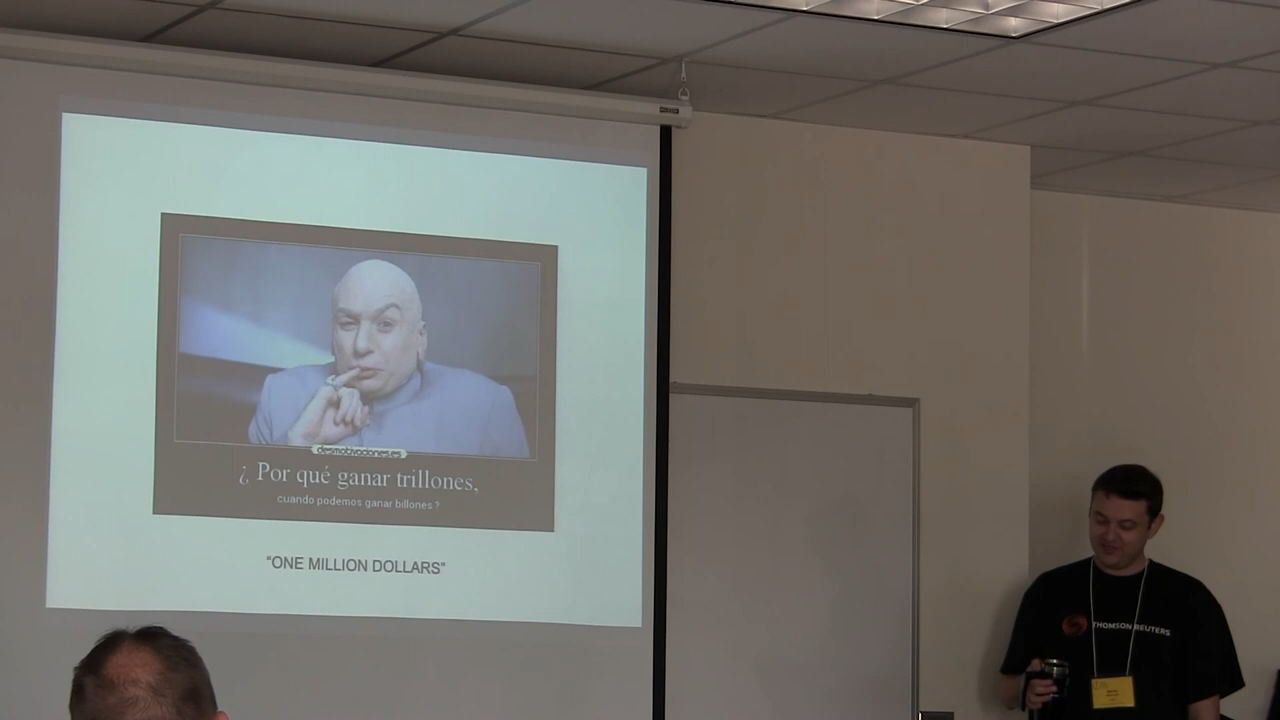 desmotivaciones.es
¿ Por qué ganar trillones,
cuando podemos ganar billones ?
“ONE MILLION DOLLARS”
THOMSON REUTERS